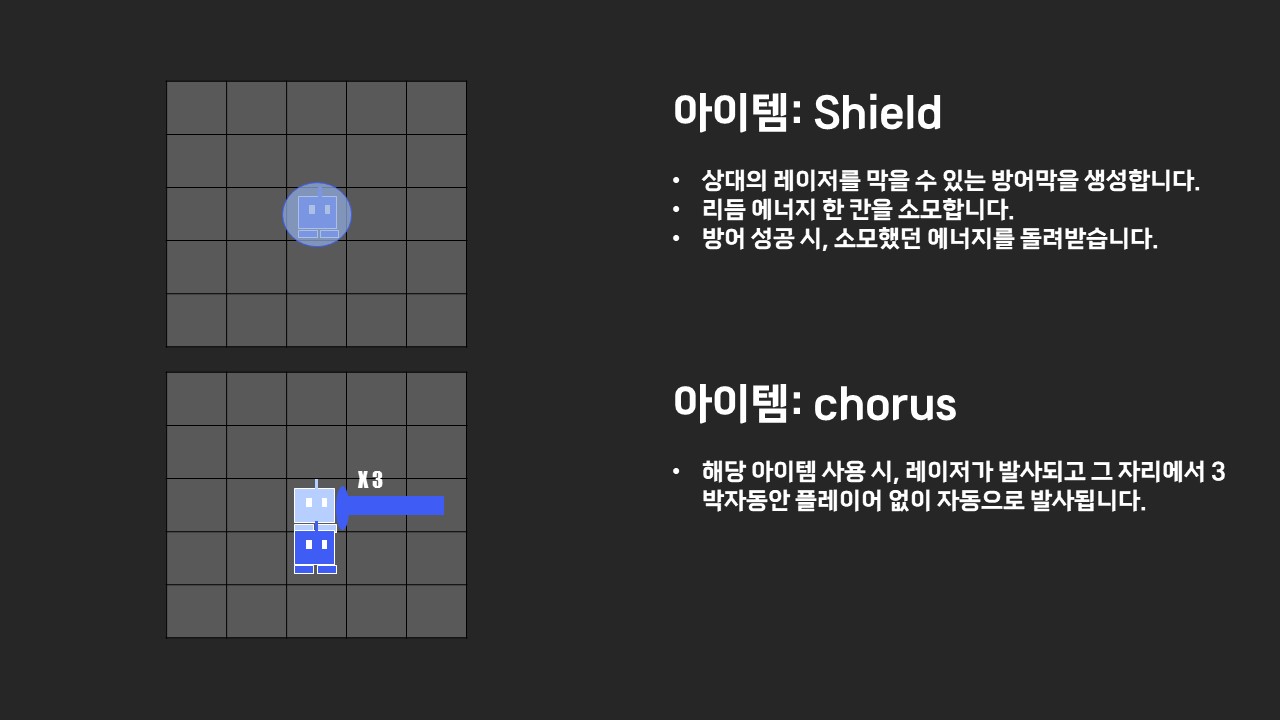 아이템: Shield
• 상대의 레이저를 막을 수 있는 방어막을 생성합니다.
• 리듬 에너지 한 칸을 소모합니다.
• 방어 성공 시, 소모했던 에너지를 돌려받습니다.
아이템: chorus
• 해당 아이템 사용 시, 레이저가 발사되고 그 자리에서 3
박자동안 플레이어 없이 자동으로 발사됩니다.
X 3